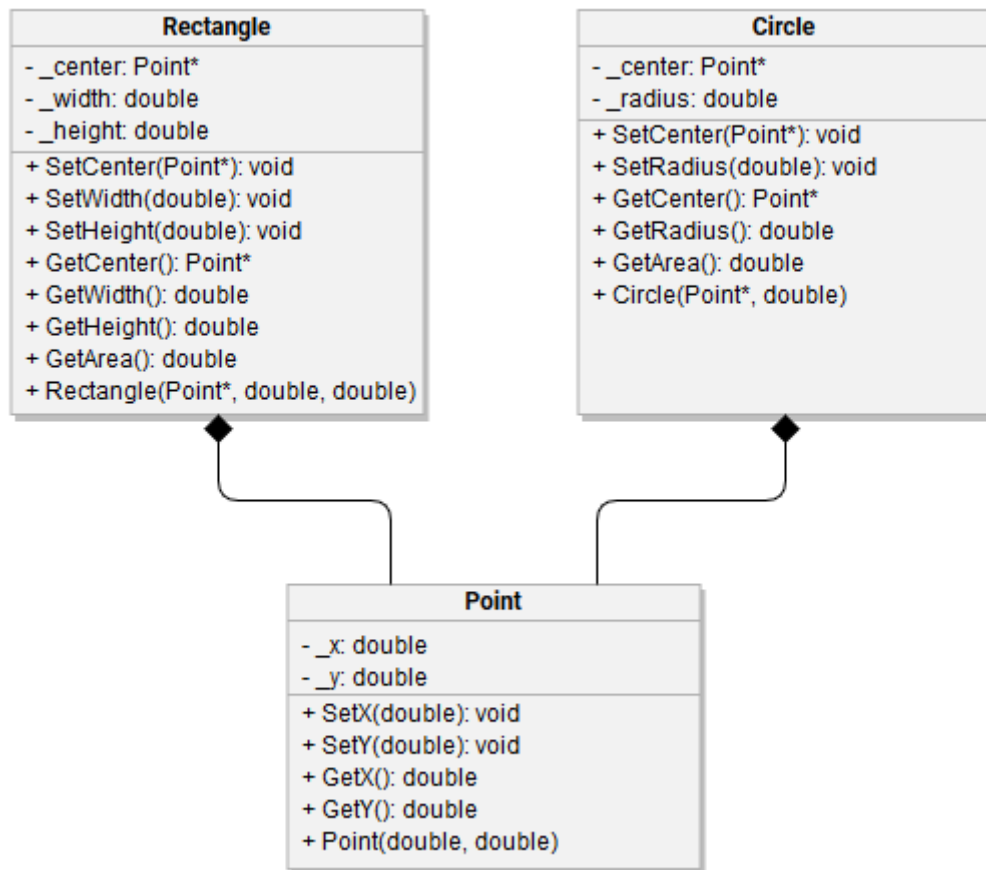 Rectangle
- _center: Point*
- _width: double
- _height: double
+ SetCenter(Point*): void
+ SetWidth(double): void
+ SetHeight(double): void
+ GetCenter(): Point*
+ GetWidth(): double
+ GetHeight(): double
+ GetArea(): double
+ Rectangle(Point*, double, double)
Circle
- _center: Point*
- _radius: double
+ SetCenter(Point*): void
+ SetRadius(double): void
+ GetCenter(): Point*
+ GetRadius(): double
+ GetArea(): double
+ Circle(Point*, double)
Point
- _x: double
- _y: double
+ SetX(double): void
+ SetY(double): void
+ GetX(): double
+ GetY(): double
+ Point(double, double)